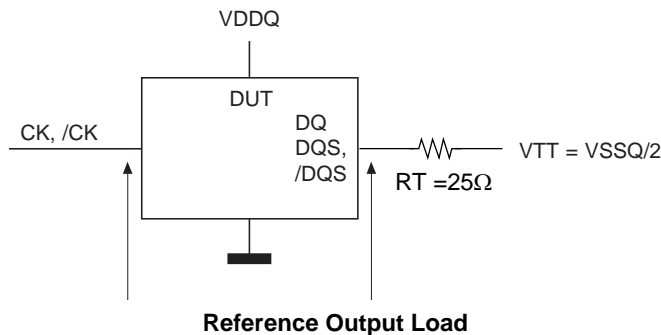 VDDQ
DUT
CK, /CK
DQ
DQS,
/DQS
VTT = VSSQ/2
RT =25Ω
Reference Output Load